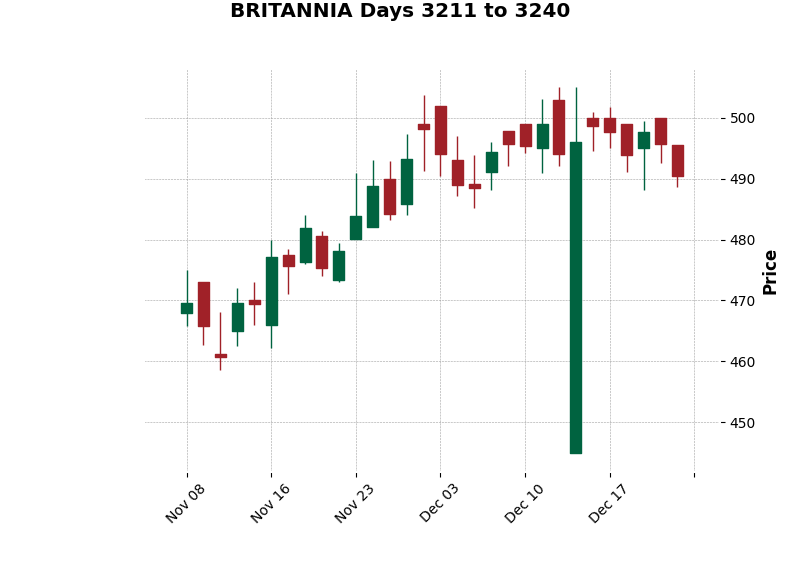 BRITANNIA Days 3211 to 3240
500
490
480
470
460
450
Price
Nov 08
Nov 16
Nov 23
Dec 03
Dec 10
Dec 17